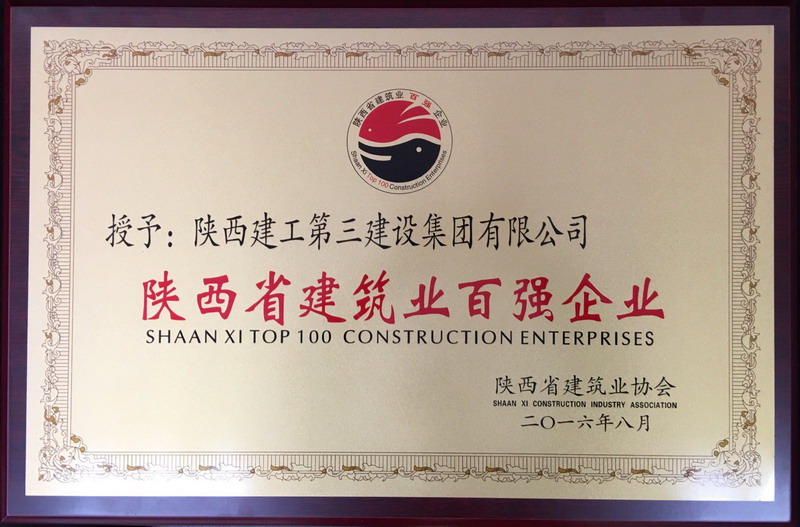 陕西省建筑业百强企业
Shaan Xi Top 100 Construction Enterprises
授予：陕西建工第三建设集团有限公司
陕西省建筑业百强企业
SHAAN XI TOP 100 CONSTRUCTION ENTERPRISES
陕西省建筑业协会
SHAAN XI CONSTRUCTION INDUSTRY ASSOCIATION
二〇一六年八月